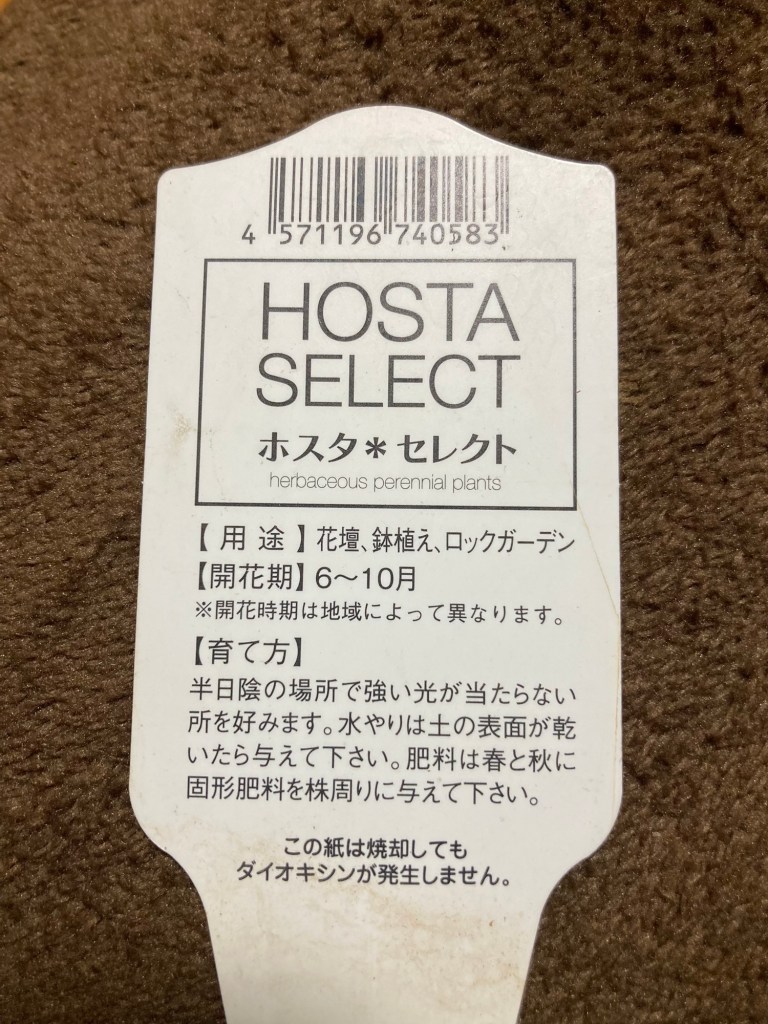 4 571196 740583
HOSTA
SELECT
ホスタ＊セレクト
herbaceous perennial plants
【用途】花壇、鉢植え、ロックガーデン
【開花期】6〜10月
※開花時期は地域によって異なります。
【育て方】
半日陰の場所で強い光が当たらない
所を好みます。水やりは土の表面が乾
いたら与えて下さい。肥料は春と秋に
固形肥料を株周りに与えて下さい。
この紙は焼却しても
ダイオキシンが発生しません。